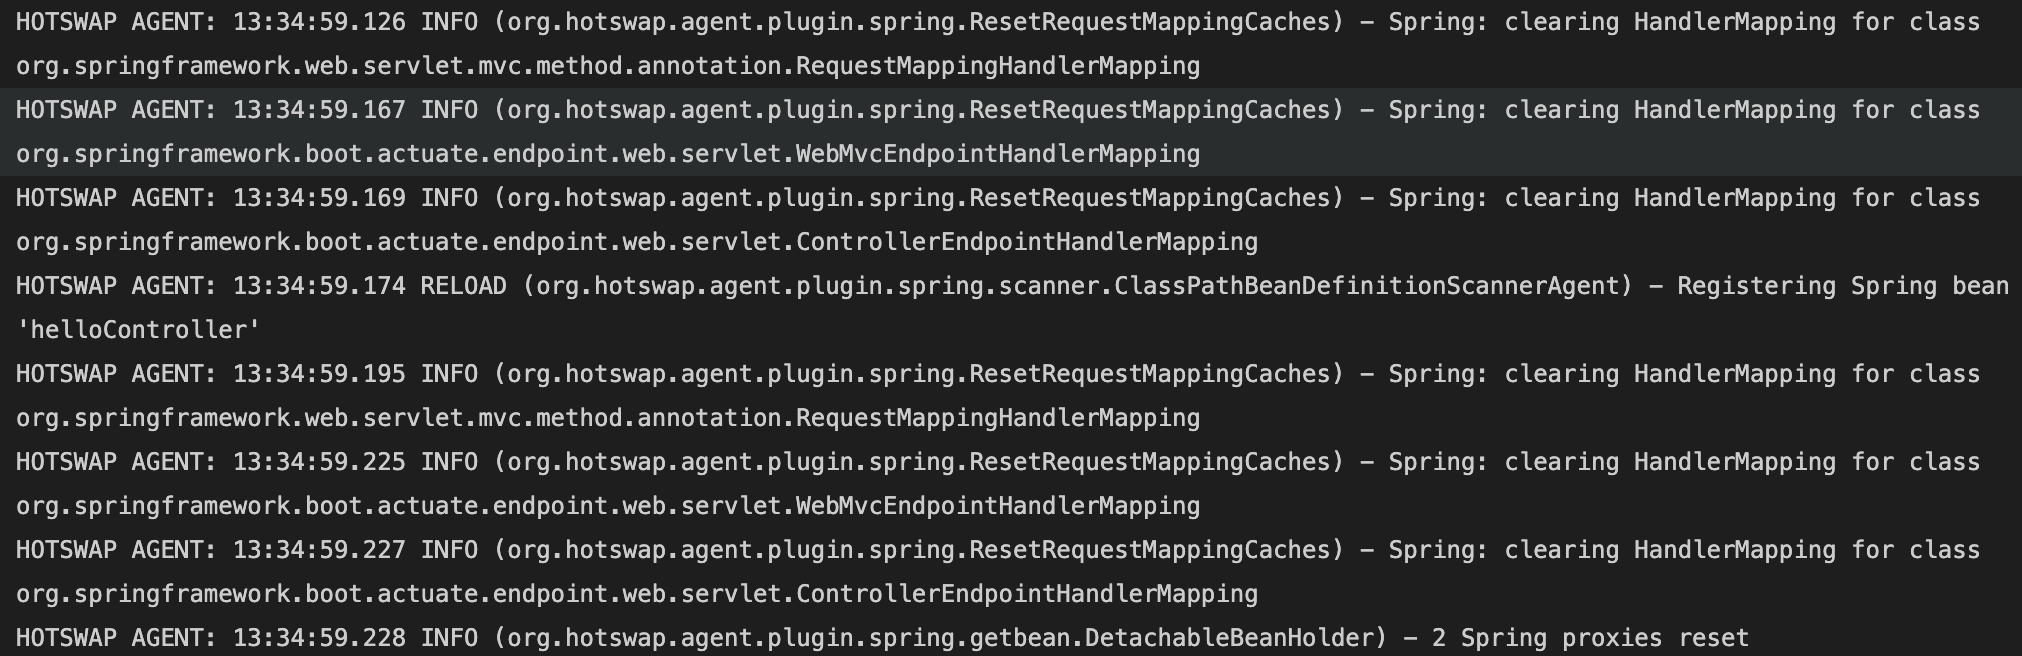 HOTSWAP AGENT: 13:34:59.126 INFO (org.hotswap.agent.plugin.spring.ResetRequestMappingCaches) - Spring: clearing HandlerMapping for class
org.springframework.web.servlet.mvc.method.annotation.RequestMappingHandlerMapping
HOTSWAP AGENT: 13:34:59.167 INFO (org.hotswap.agent.plugin.spring.ResetRequestMappingCaches) - Spring: clearing HandlerMapping for class
org.springframework.boot.actuate.endpoint.web.servlet.WebMvcEndpointHandlerMapping
HOTSWAP AGENT: 13:34:59.169 INFO (org.hotswap.agent.plugin.spring.ResetRequestMappingCaches) - Spring: clearing HandlerMapping for class
org.springframework.boot.actuate.endpoint.web.servlet.ControllerEndpointHandlerMapping
HOTSWAP AGENT: 13:34:59.174 RELOAD (org.hotswap.agent.plugin.spring.scanner.ClassPathBeanDefinitionScannerAgent) - Registering Spring bean
'helloController'
HOTSWAP AGENT: 13:34:59.195 INFO (org.hotswap.agent.plugin.spring.ResetRequestMappingCaches) - Spring: clearing HandlerMapping for class
org.springframework.web.servlet.mvc.method.annotation.RequestMappingHandlerMapping
HOTSWAP AGENT: 13:34:59.225 INFO (org.hotswap.agent.plugin.spring.ResetRequestMappingCaches) - Spring: clearing HandlerMapping for class
org.springframework.boot.actuate.endpoint.web.servlet.WebMvcEndpointHandlerMapping
HOTSWAP AGENT: 13:34:59.227 INFO (org.hotswap.agent.plugin.spring.ResetRequestMappingCaches) - Spring: clearing HandlerMapping for class
org.springframework.boot.actuate.endpoint.web.servlet.ControllerEndpointHandlerMapping
HOTSWAP AGENT: 13:34:59.228 INFO (org.hotswap.agent.plugin.spring.getbean.DetachableBeanHolder) - 2 Spring proxies reset